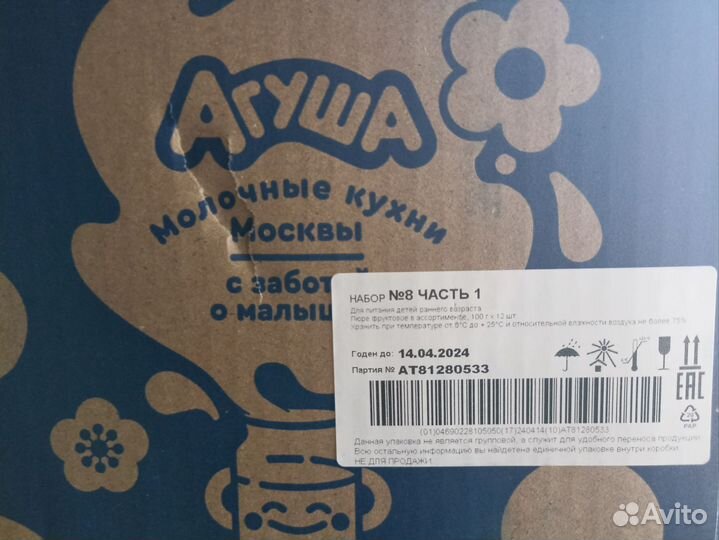 АГУША
Молочные кухни
Москвы
с забот
о малыш
НАБОР №8 ЧАСТЬ 1
Для питания детей раннего возраста
Пюре фруктовое в ассортименте, 100 г х 12 шт.
Хранить при температуре от 0°С до + 25°С и относительной влажности воздуха не более 75%
Годен до: 14.04.2024
Партия № AT81280533
EAC
(01)04690228105050(17)240414(10)AT81280533
20
PAP
Данная упаковка не является групповой, а служит для удобного переноса продукции.
Всю остальную информацию вы найдете на единичной упаковке внутри коробки.
НЕ ДЛЯ ПРОДАЖИ.
Avito